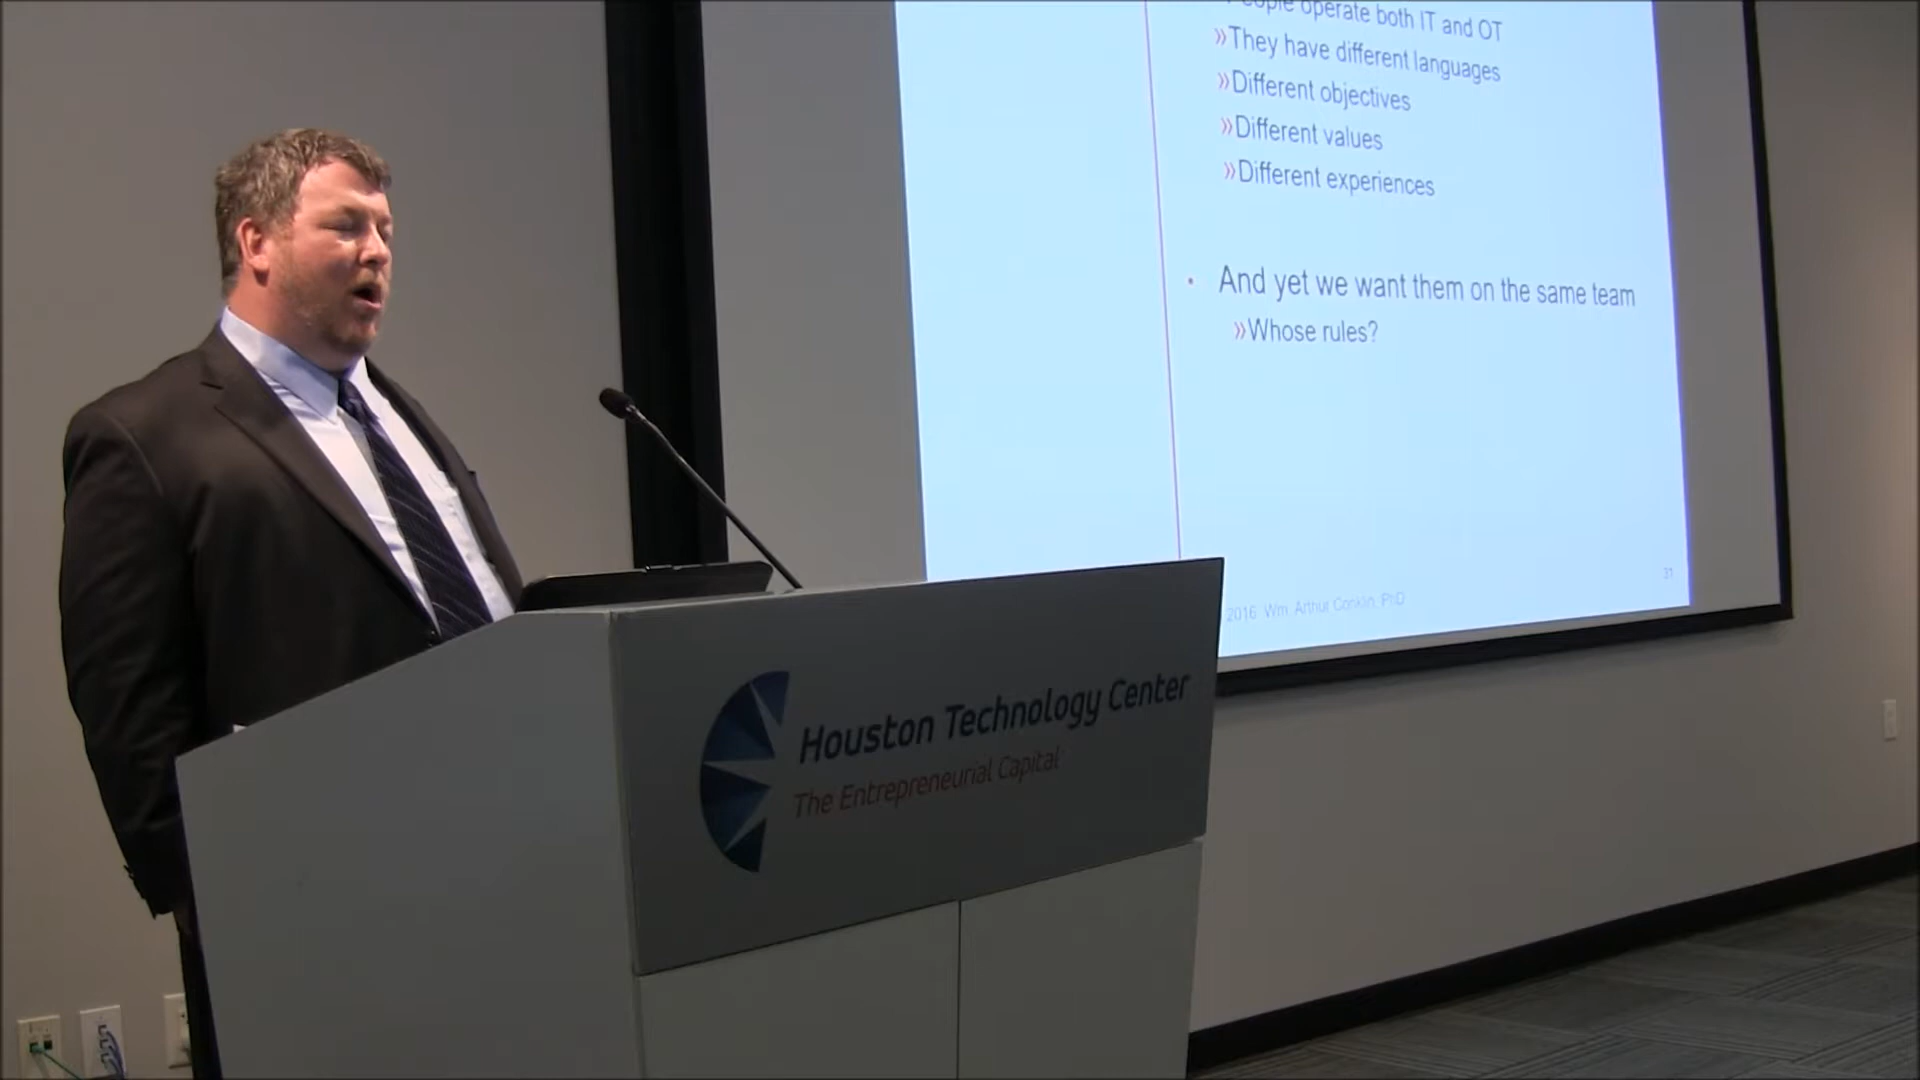 People operate both IT and OT
»They have different languages
»Different objectives
»Different values
»Different experiences
• And yet we want them on the same team
»Whose rules?
31
2016 Wm. Arthur Conklin, PhD
Houston Technology Center
The Entrepreneurial Capital